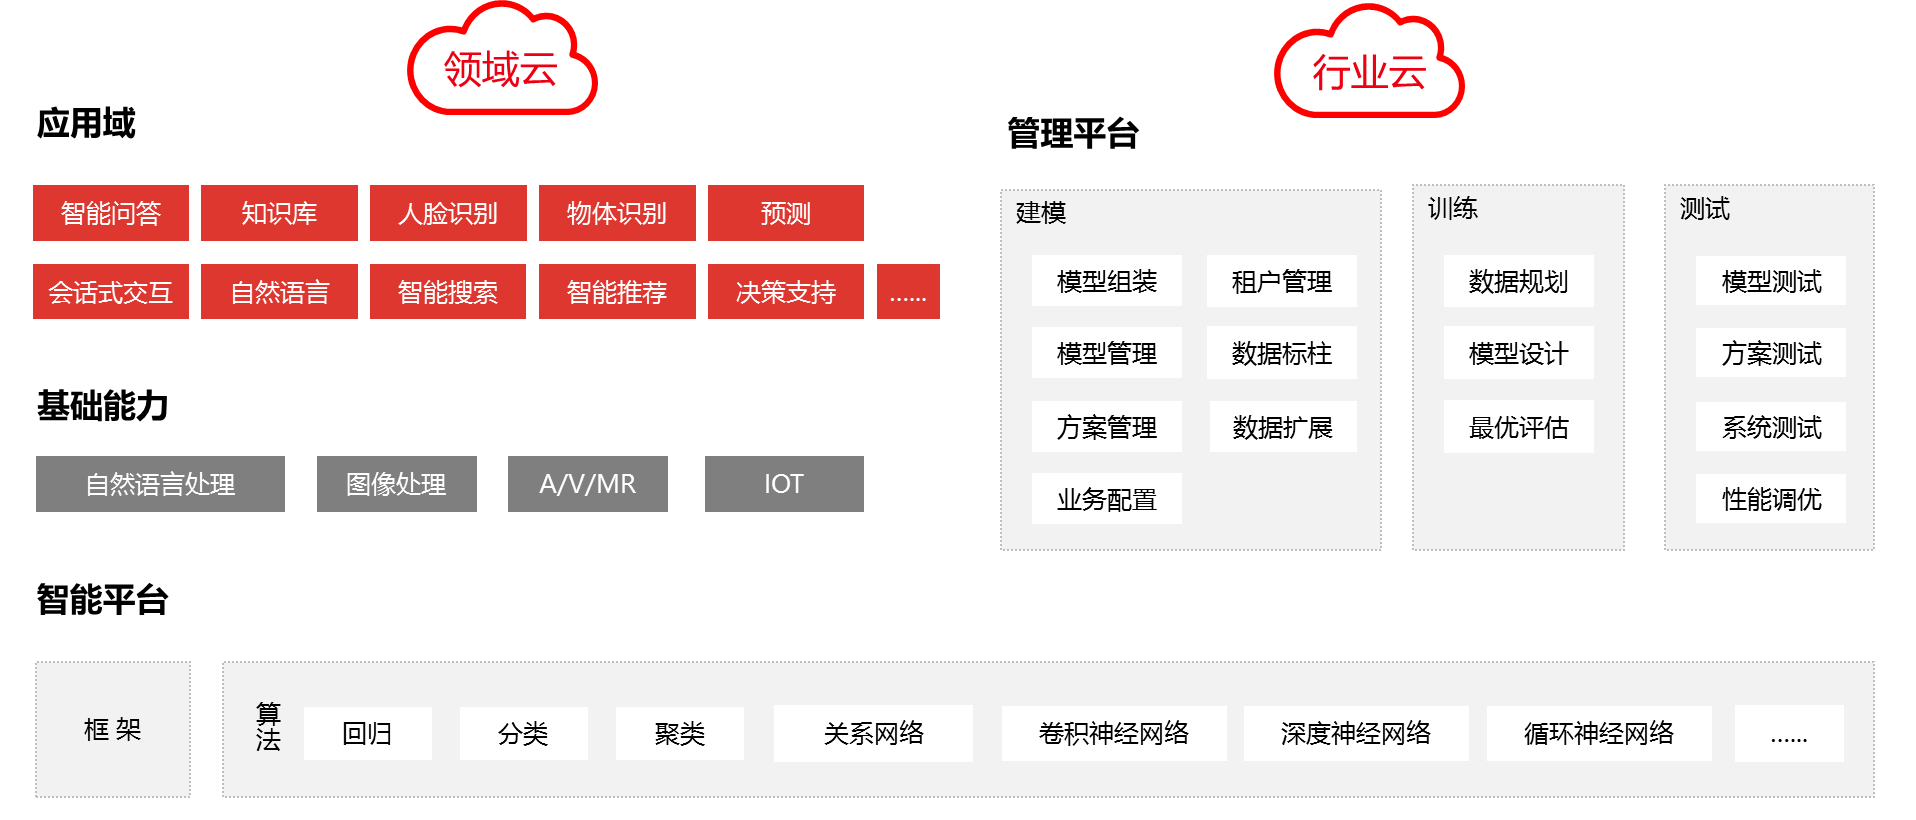 领域云
行业云
应用域
智能问答
知识库
人脸识别
物体识别
预测
会话式交互
自然语言
智能搜索
智能推荐
决策支持
......
基础能力
自然语言处理
图像处理
A/V/MR
IOT
管理平台
建模
模型组装
租户管理
模型管理
数据标柱
方案管理
数据扩展
业务配置
训练
数据规划
模型设计
最优评估
测试
模型测试
方案测试
系统测试
性能调优
智能平台
框 架
算
法
回归
分类
聚类
关系网络
卷积神经网络
深度神经网络
循环神经网络
......